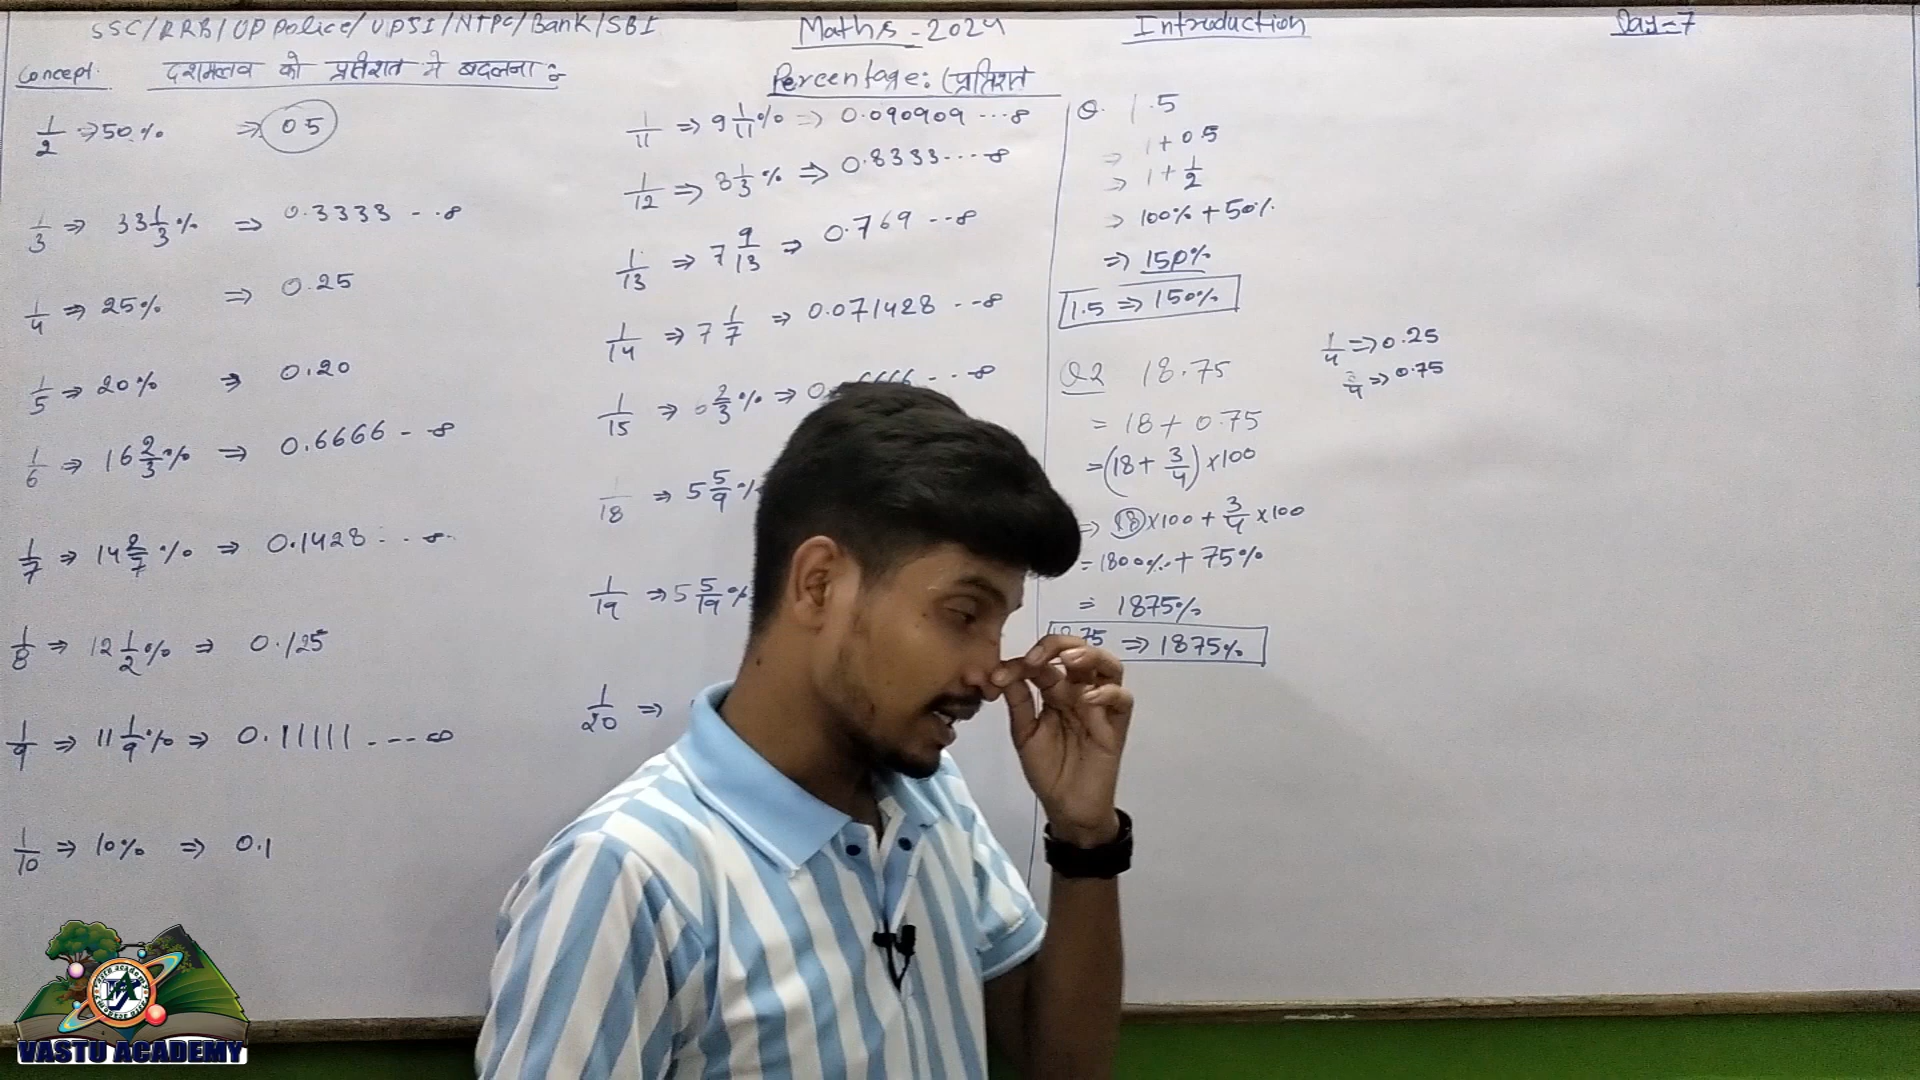 SSC/RRB/UP Police/UPSI/NTPC/Bank/SBI
Maths - 2024
Introduction
Day-7
Concept:
दशमलव को प्रतिशत मे बदलना :-
Percentage: (प्रतिशत
1/2 ⇒ 50% ⇒ 0.5
1/3 ⇒ 33 1/3% ⇒ 0.3333 - - ∞
1/4 ⇒ 25% ⇒ 0.25
1/5 ⇒ 20% ⇒ 0.20
1/6 ⇒ 16 2/3% ⇒ 0.6666 - ∞
1/7 ⇒ 14 2/7% ⇒ 0.1428 - - ∞
1/8 ⇒ 12 1/2% ⇒ 0.125
1/9 ⇒ 11 1/9% ⇒ 0.11111 - - - ∞
1/10 ⇒ 10% ⇒ 0.1
1/11 ⇒ 9 1/11% ⇒ 0.090909 --- ∞
1/12 ⇒ 8 1/3% ⇒ 0.8333 --- ∞
1/13 ⇒ 7 9/13 ⇒ 0.769 --- ∞
1/14 ⇒ 7 1/7 ⇒ 0.071428 --- ∞
1/15 ⇒ 6 2/3% ⇒ 0. 6666 - - - ∞
1/18 ⇒ 5 5/9%
1/19 ⇒ 5 5/19%
1/20 ⇒
Q. 1.5
⇒ 1 + 0.5
⇒ 1 + 1/2
⇒ 100% + 50%
⇒ 150%
1.5 ⇒ 150%
Q2 18.75
= 18 + 0.75
= (18 + 3/4) × 100
⇒ 18 × 100 + 3/4 × 100
= 1800% + 75%
= 1875%
18.75 ⇒ 1875%
1/4 ⇒ 0.25
3/4 ⇒ 0.75
VASTU ACADEMY